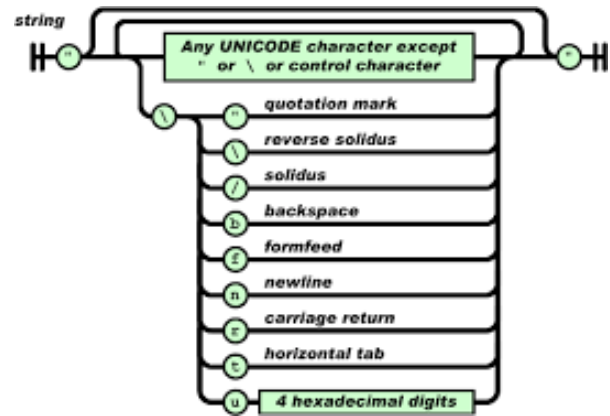 string
" Any UNICODE character except "
" or \ or control character
\ " quotation mark
\ reverse solidus
/ solidus
b backspace
f formfeed
n newline
r carriage return
t horizontal tab
u 4 hexadecimal digits